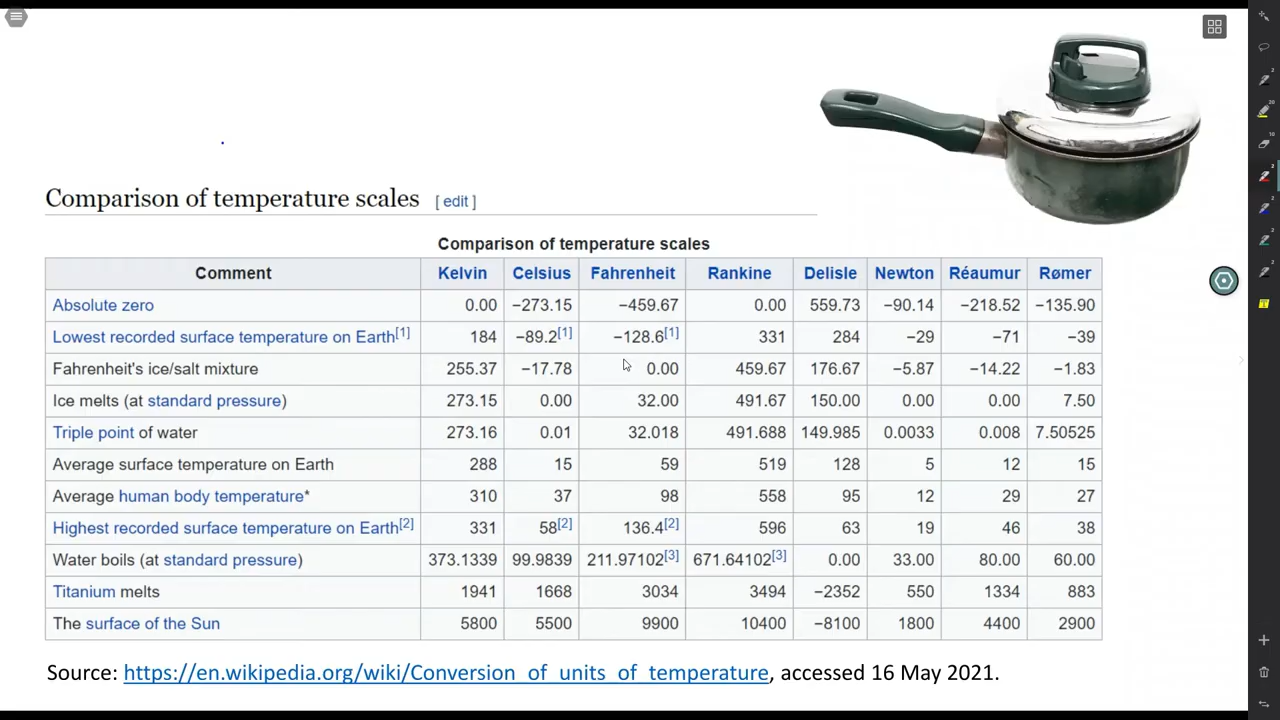 Comparison of temperature scales [ edit ]
Comparison of temperature scales
Comment Kelvin Celsius Fahrenheit Rankine Delisle Newton Réaumur Rømer
Absolute zero 0.00 −273.15 −459.67 0.00 559.73 −90.14 −218.52 −135.90
Lowest recorded surface temperature on Earth[1] 184 −89.2[1] −128.6[1] 331 284 −29 −71 −39
Fahrenheit's ice/salt mixture 255.37 −17.78 0.00 459.67 176.67 −5.87 −14.22 −1.83
Ice melts (at standard pressure) 273.15 0.00 32.00 491.67 150.00 0.00 0.00 7.50
Triple point of water 273.16 0.01 32.018 491.688 149.985 0.0033 0.008 7.50525
Average surface temperature on Earth 288 15 59 519 128 5 12 15
Average human body temperature* 310 37 98 558 95 12 29 27
Highest recorded surface temperature on Earth[2] 331 58[2] 136.4[2] 596 63 19 46 38
Water boils (at standard pressure) 373.1339 99.9839 211.97102[3] 671.64102[3] 0.00 33.00 80.00 60.00
Titanium melts 1941 1668 3034 3494 −2352 550 1334 883
The surface of the Sun 5800 5500 9900 10400 −8100 1800 4400 2900
Source: https://en.wikipedia.org/wiki/Conversion_of_units_of_temperature, accessed 16 May 2021.